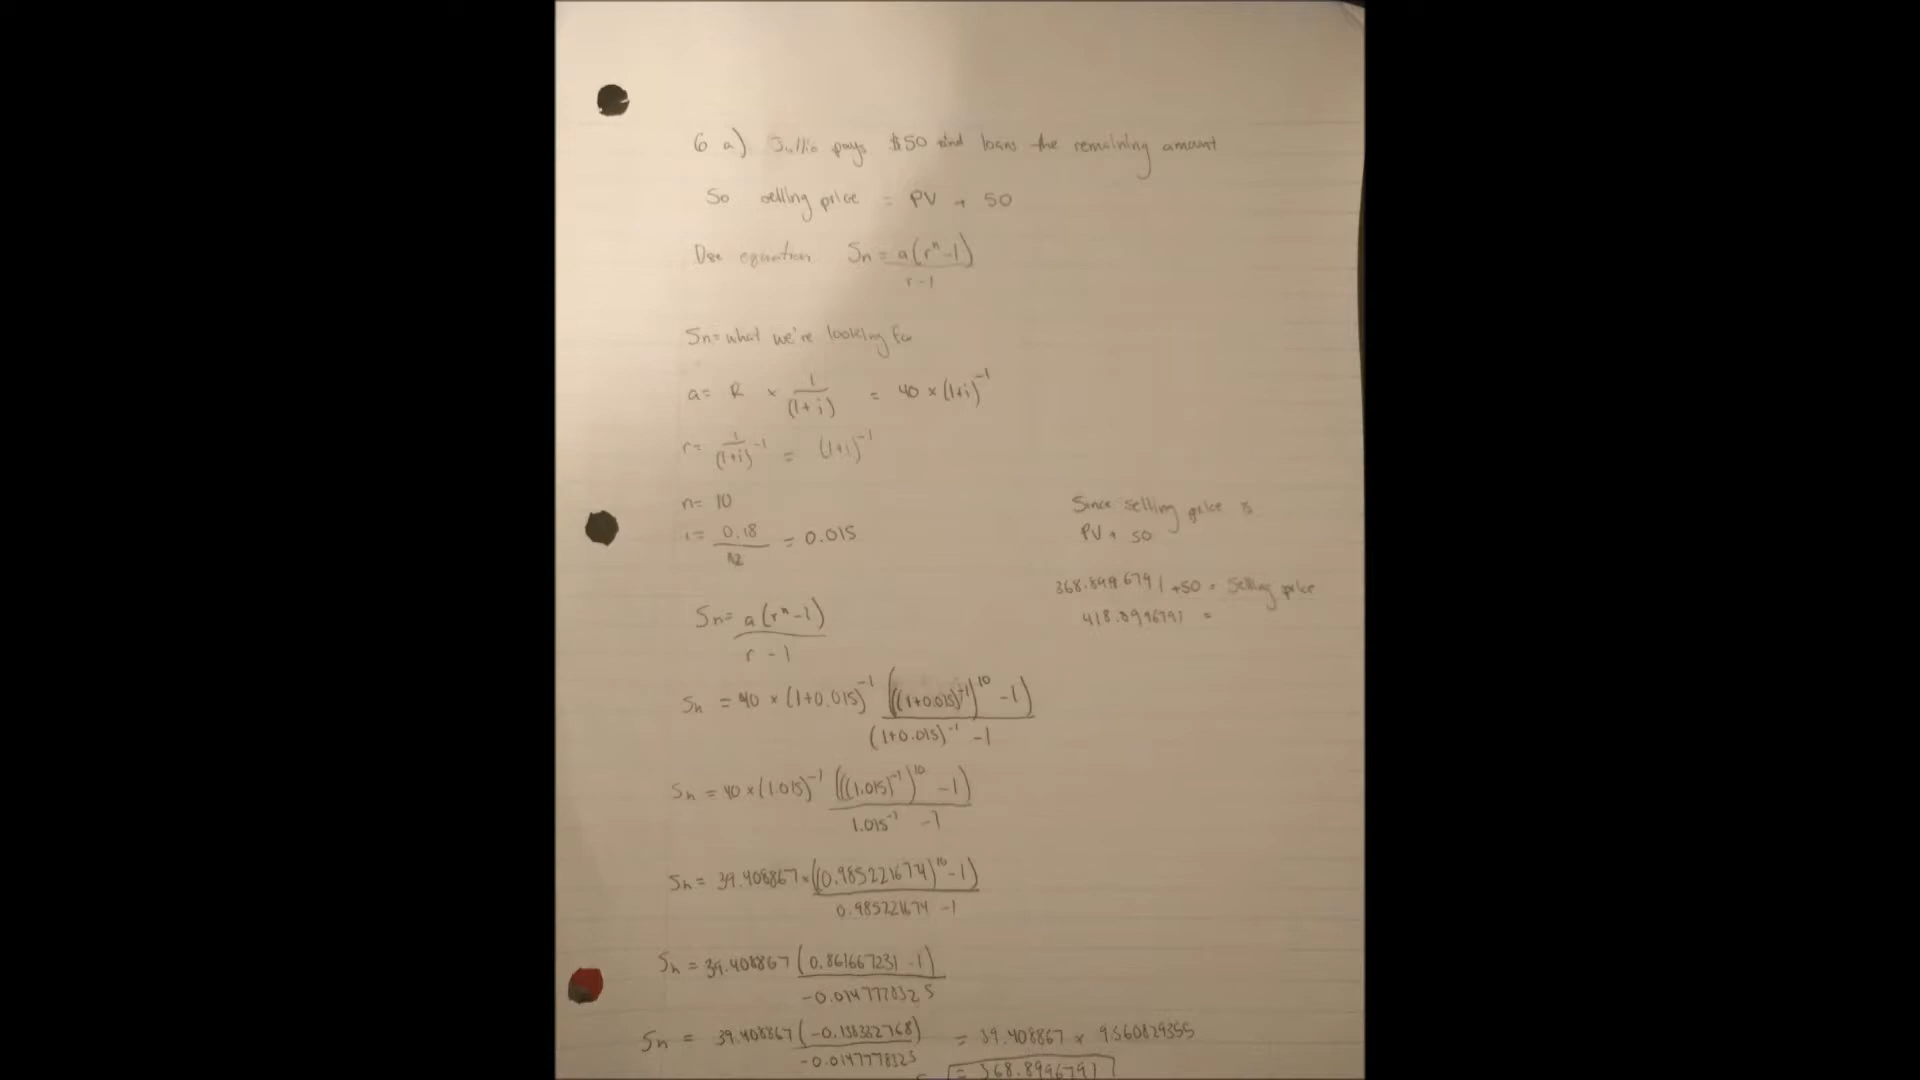 6 a) Jullio pays $50 and loans the remaining amount
So selling price = PV + 50
Use equation Sn = a(r^n - 1) / r - 1
Sn = what we're looking for
a = R × 1/(1+i) = 40 × (1+i)^-1
r = 1/(1+i)^-1 = (1+i)^-1
n = 10
i = 0.18/12 = 0.015
Sn = a(r^n - 1) / r - 1
Sn = 40 × (1+0.015)^-1 (((1+0.015)^-1)^10 - 1) / (1+0.015)^-1 - 1
Sn = 40 × (1.015)^-1 (((1.015)^-1)^10 - 1) / 1.015^-1 - 1
Sn = 39.408867 × ((0.985221674)^10 - 1) / 0.985221674 - 1
Sn = 39.408867 (0.861667231 - 1) / -0.0147778325
Sn = 39.408867 (-0.138332768) / -0.0147778325 = 39.408867 × 9.360829355
= 368.8996791
Since selling price is
PV + 50
368.8996791 + 50 = Selling price
418.8996791 =